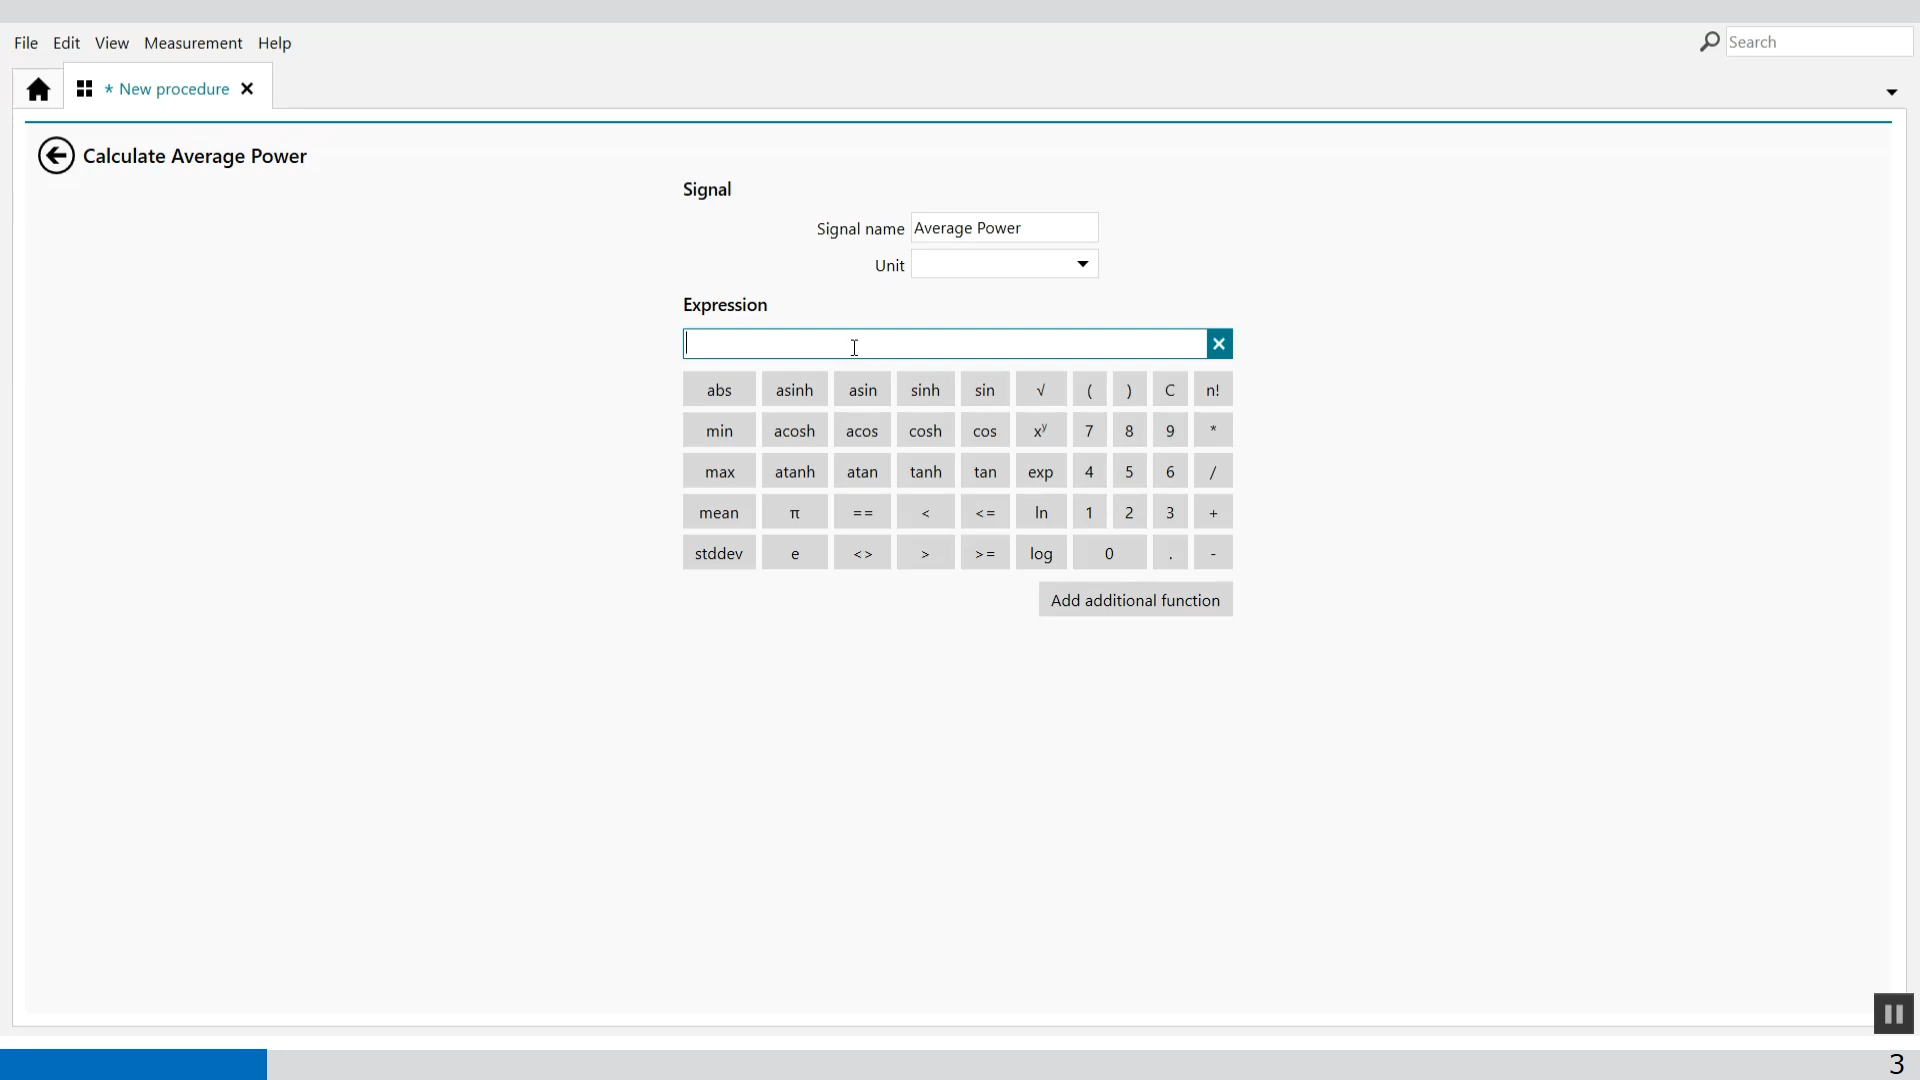 File Edit View Measurement Help Search
* New procedure
Calculate Average Power
Signal
Signal name Average Power
Unit
Expression
abs asinh asin sinh sin √ ( ) C n!
min acosh acos cosh cos xʸ 7 8 9 *
max atanh atan tanh tan exp 4 5 6 /
mean π == < <= ln 1 2 3 +
stddev e <> > >= log 0 . -
Add additional function
3